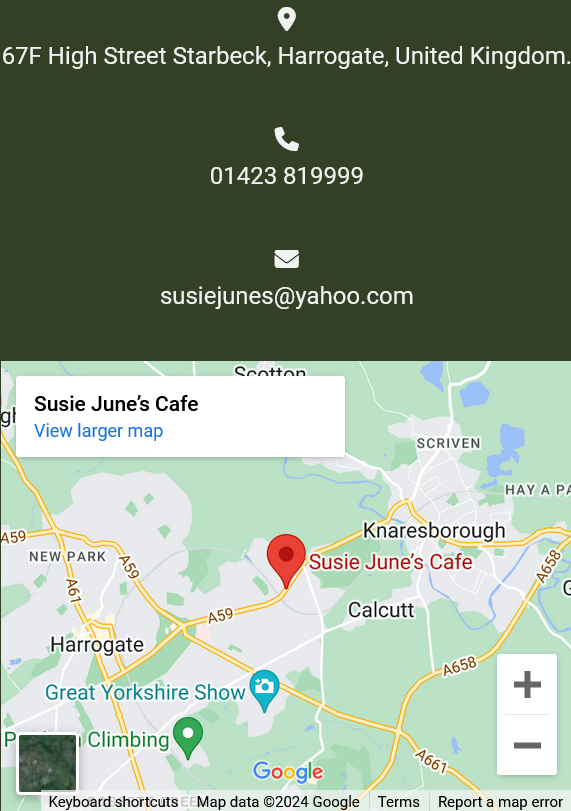 67F High Street Starbeck, Harrogate, United Kingdom.
01423 819999
susiejunes@yahoo.com
Scotton
Susie June's Cafe
View larger map
SCRIVEN
HAY A PA
A59
Knaresborough
NEW PARK
A59
Susie June's Cafe
A658
A61
A59
Calcutt
Harrogate
A658
Great Yorkshire Show
Climbing
A661
Google
Keyboard shortcuts
Map data ©2024 Google
Terms
Report a map error